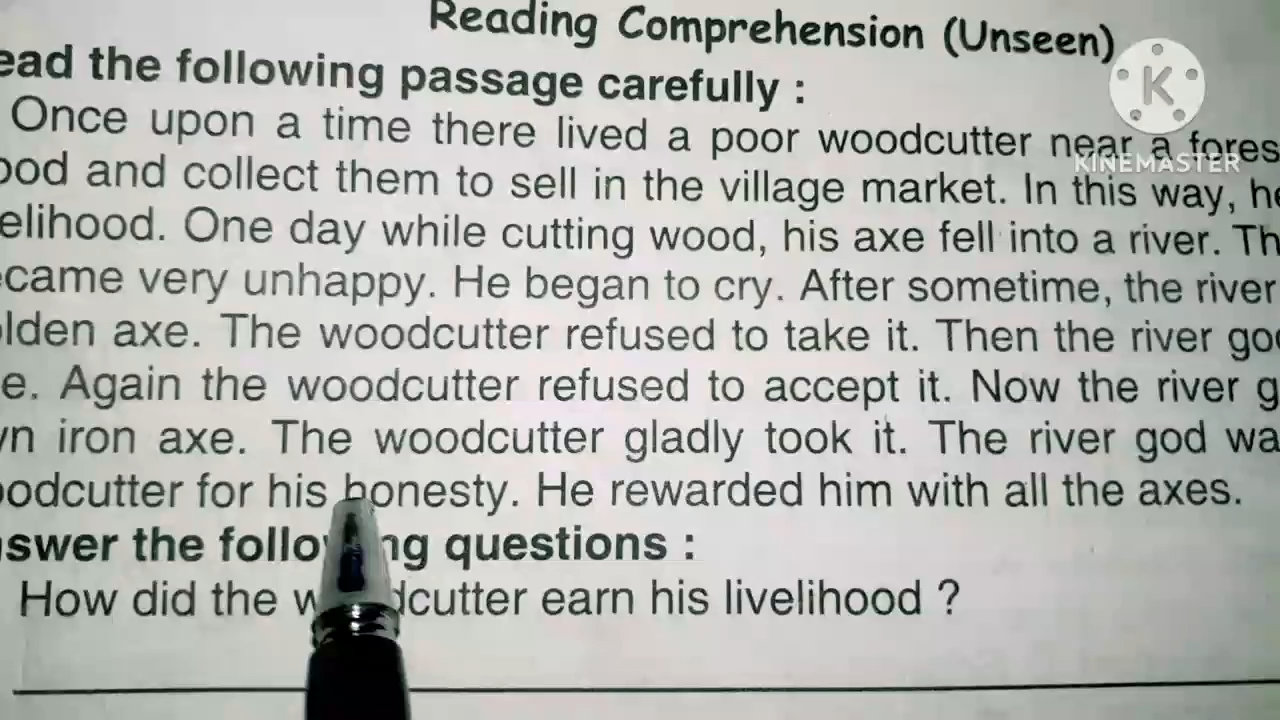 Reading Comprehension (Unseen)
ead the following passage carefully :
Once upon a time there lived a poor woodcutter near a fores
ood and collect them to sell in the village market. In this way, he
elihood. One day while cutting wood, his axe fell into a river. Th
came very unhappy. He began to cry. After sometime, the river
olden axe. The woodcutter refused to take it. Then the river go
e. Again the woodcutter refused to accept it. Now the river g
wn iron axe. The woodcutter gladly took it. The river god wa
oodcutter for his honesty. He rewarded him with all the axes.
nswer the following questions :
How did the woodcutter earn his livelihood ?
K
KINEMASTER